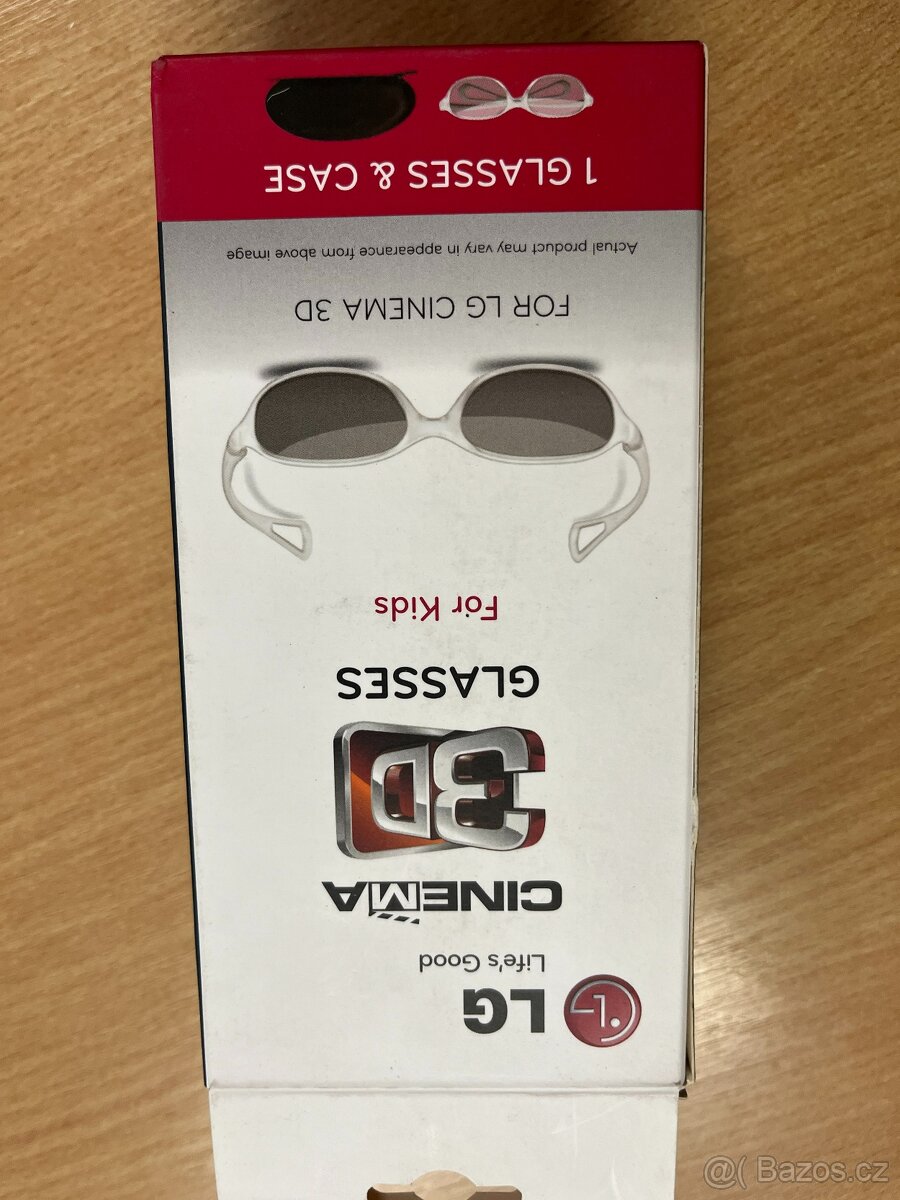 LG
Life's Good
CINEMA
3D
GLASSES
For Kids
FOR LG CINEMA 3D
Actual product may vary in appearance from above image
1 GLASSES & CASE
@( Bazos.cz